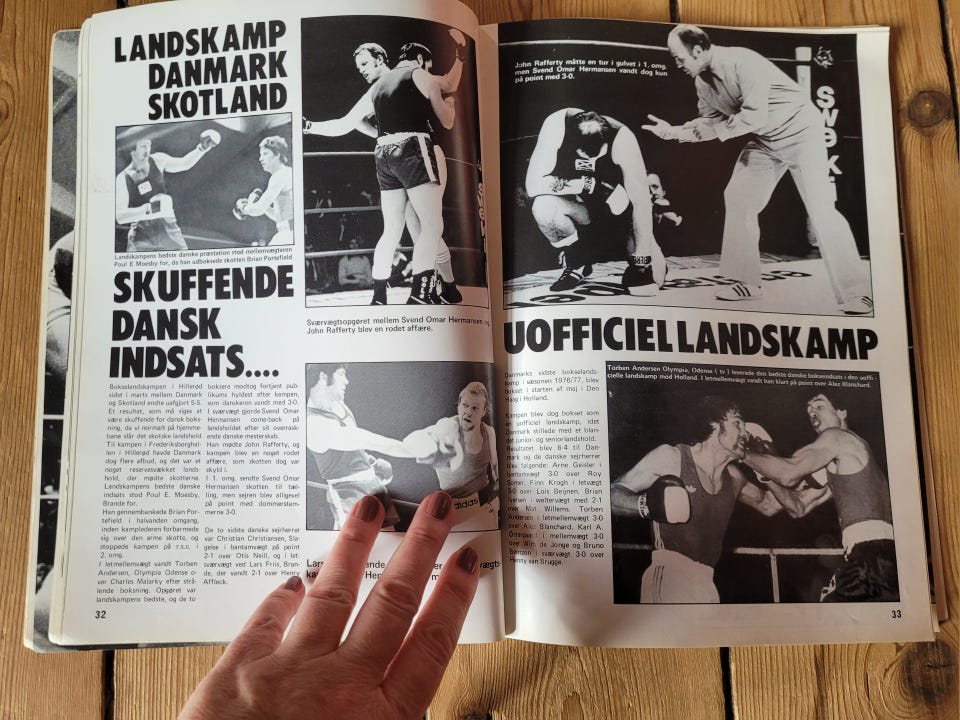 LANDSKAMP
DANMARK
SKOTLAND
Landskampens bedste danske præstation stod mellemvægteren
Poul E. Moesby for, da han udboksede skotten Brian Portefield
SKUFFENDE
DANSK
INDSATS....
Boksalandskampen i Hillerød
sidst i marts mellem Danmark
og Skotland endte uafgjort 5-5.
Et resultat, som må siges at
være skuffende for dansk boks-
ning, da vi normalt på hjemme-
bane slår det skotske landshold
Til kampen i Frederiksborghal-
len i Hillerød havde Danmark
dog flere afbud, og det var et
noget reservesvækket lands-
hold, der mødte skotterne.
Landskampens bedste danske
indsats stod Poul E. Moesby,
Brande for.
Han gennembankede Brian Por-
tefield i halvanden omgang,
inden kamplederen forbarmede
sig over den arme skotte, og
stoppede kampen på r.s.c. i
2. omg.
I letmellemvægt vandt Torben
Andersen, Olympia Odense o-
ver Charles Malarky efter strå-
lende boksning. Opgøret var
landskampens bedste, og de to
boksere modtog fortjent pub-
likums hyldest efter kampen,
som danskeren vandt med 3-0.
I sværvægt gjorde Svend Omar
Hermansen come-back på
landsholdet efter sit overrask-
ende danske mesterskab.
Han mødte John Rafferty, og
kampen blev en noget rodet
affære, som skotten dog var
skyld i.
I 1. omg. sendte Svend Omar
Hermansen skotten til tæl-
ling, men sejren blev alligevel
på point med dommerstem-
merne 3-0.
De to sidste danske sejrherrer
var Christian Christiansen, Sla-
gelse i bantamvægt på point
2-1 over Otis Neill, og i let-
sværvægt ved Lars Friis, Bran-
de, der vandt 2-1 over Henry
Affleck.
32
Sværvægtsopgøret mellem Svend Omar Hermansen og
John Rafferty blev en rodet affære.
adidas
Henry Affleck.
John Rafferty måtte en tur i gulvet i 1. omg.
men Svend Omar Hermansen vandt dog kun
på point med 3-0.
UOFFICIEL LANDSKAMP
Danmarks sidste bokselands-
kamp i sæsonen 1976/77, blev
bokset i starten af maj i Den
Haag i Holland.
Kampen blev dog bokset som
en uofficiel landskamp, idet
Danmark stillede med et blan-
det junior- og seniorlandshold.
Resultatet blev 8-4 til Dan-
mark og de danske sejrherrer
blev følgende: Arne Geisler i
bantamvægt 3-0 over Roy
Somer. Finn Krogh i letvægt
3-0 over Lois Beijnen. Brian
Iversen i weltervægt med 2-1
over Mut Willems. Torben
Andersen i letmellemvægt 3-0
over Alez Blanchard. Karl A.
Østergaard i mellemvægt 3-0
over Wim de Jonge og Bruno
Bentzon i sværvægt 3-0 over
Henny van Brugge.
Torben Andersen Olympia, Odense ( tv ) leverede den bedste danske bokseindsats i den uoffi-
cielle landskamp mod Holland. I letmellemvægt vandt han klart på point over Alez Blanchard.
33